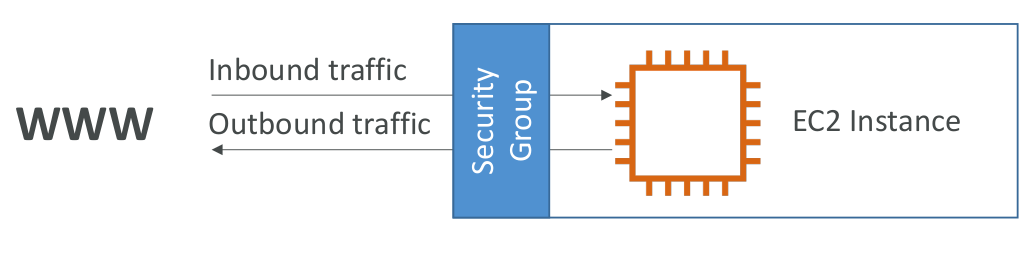 WWW
Inbound traffic
Outbound traffic
Security
Group
EC2 Instance